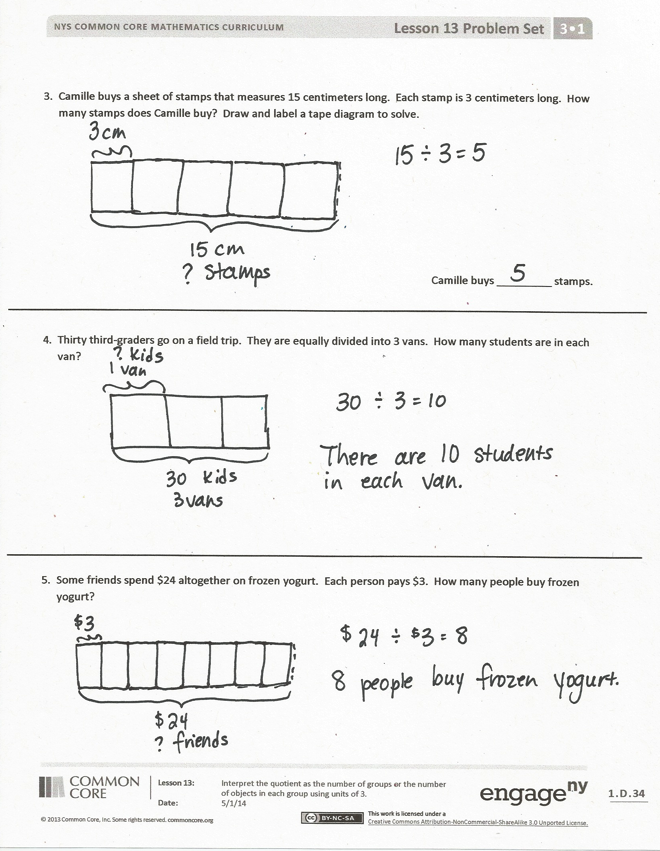 NYS COMMON CORE MATHEMATICS CURRICULUM
Lesson 13 Problem Set
3•1
3. Camille buys a sheet of stamps that measures 15 centimeters long. Each stamp is 3 centimeters long. How
many stamps does Camille buy? Draw and label a tape diagram to solve.
3cm
15 ÷ 3 = 5
15 cm
? stamps
Camille buys 5 stamps.
4. Thirty third-graders go on a field trip. They are equally divided into 3 vans. How many students are in each
van?
? kids
1 van
30 ÷ 3 = 10
There are 10 students
in each van.
30 kids
3vans
5. Some friends spend $24 altogether on frozen yogurt. Each person pays $3. How many people buy frozen
yogurt?
$3
$24 ÷ $3 = 8
8 people buy frozen yogurt.
$24
? friends
COMMON
CORE
Lesson 13:
Interpret the quotient as the number of groups or the number
of objects in each group using units of 3.
Date:
5/1/14
engage ny
1.D.34
© 2013 Common Core, Inc. Some rights reserved. commoncore.org
cc BY-NC-SA
This work is licensed under a
Creative Commons Attribution-NonCommercial-ShareAlike 3.0 Unported License.